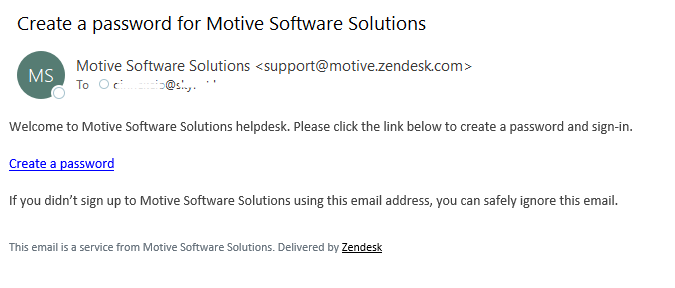 Create a password for Motive Software Solutions
MS
Motive Software Solutions <support@motive.zendesk.com>
To
Welcome to Motive Software Solutions helpdesk. Please click the link below to create a password and sign-in.
Create a password
If you didn’t sign up to Motive Software Solutions using this email address, you can safely ignore this email.
This email is a service from Motive Software Solutions. Delivered by Zendesk